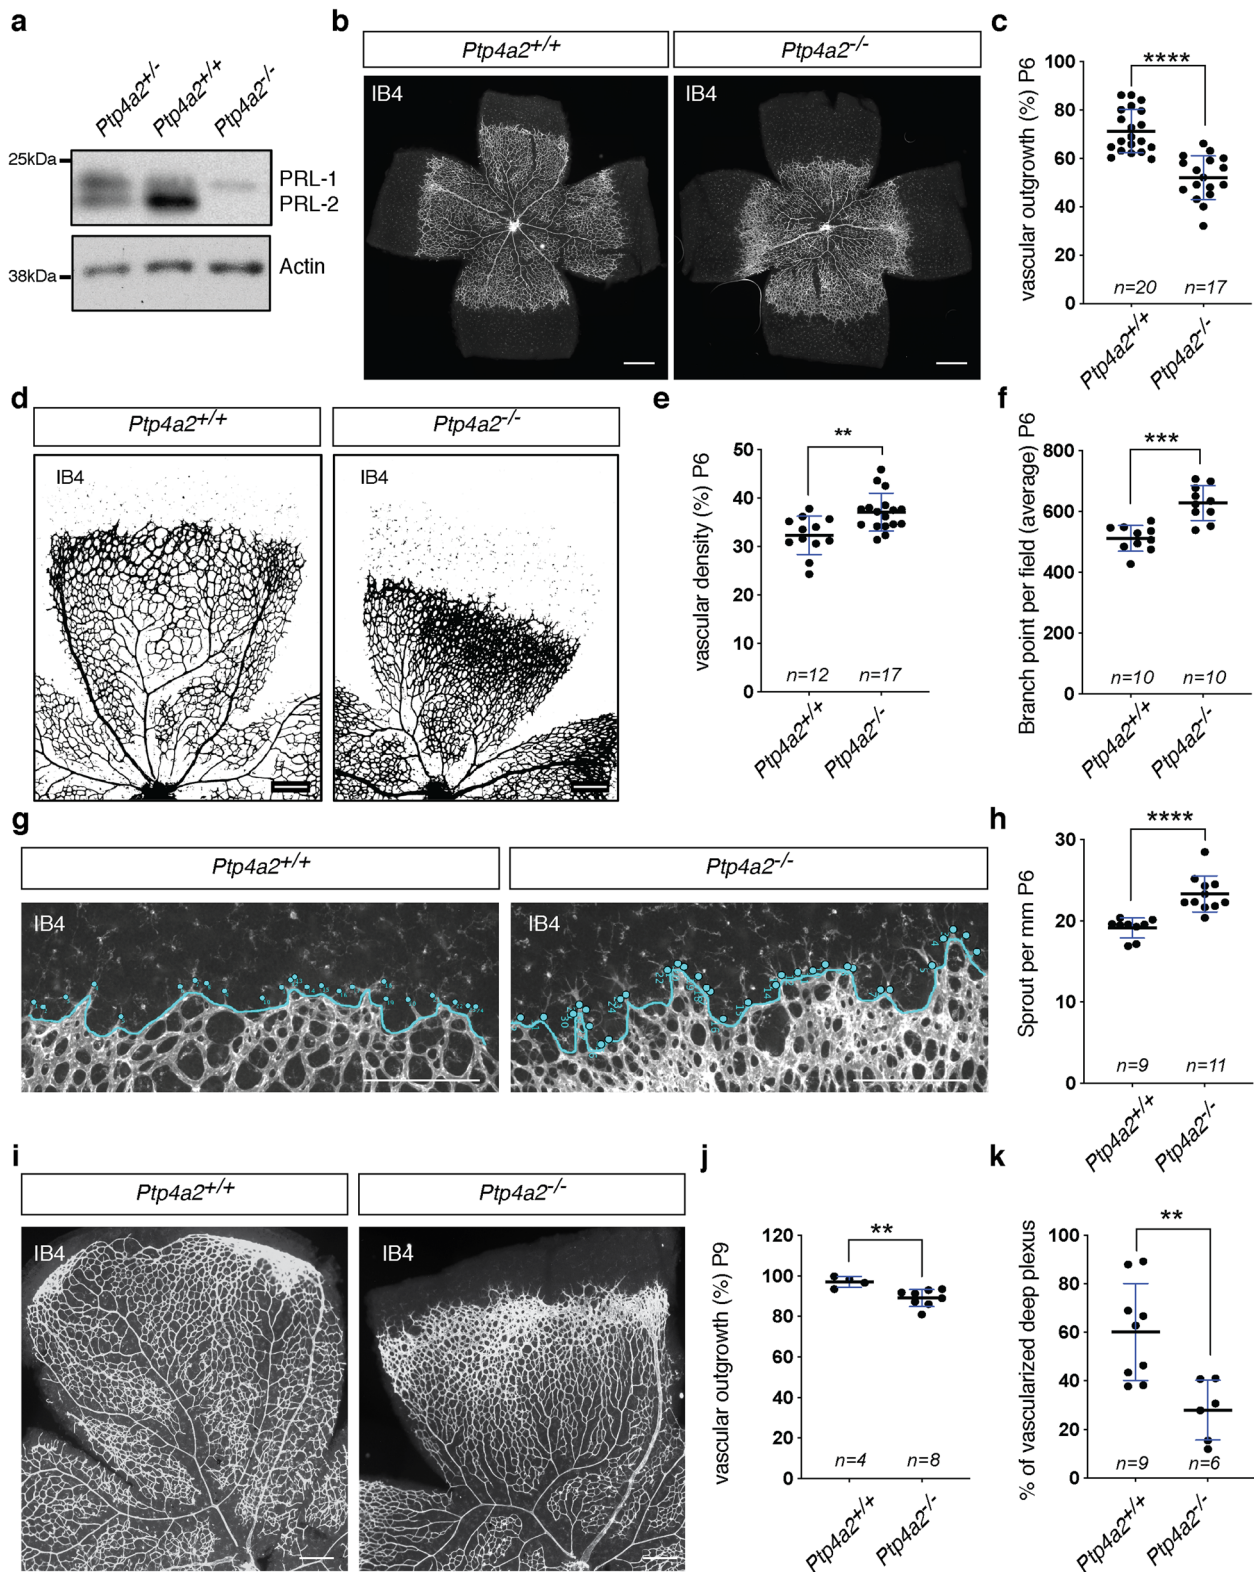 a
Ptp4a2+/-
Ptp4a2+/+
Ptp4a2-/-
25kDa
PRL-1
PRL-2
38kDa
Actin
b
Ptp4a2+/+
Ptp4a2-/-
IB4
IB4
c
vascular outgrowth (%) P6
100
80
60
40
20
0
****
n=20
n=17
Ptp4a2+/+
Ptp4a2-/-
d
Ptp4a2+/+
Ptp4a2-/-
IB4
IB4
e
vascular density (%) P6
50
40
30
20
10
0
**
n=12
n=17
Ptp4a2+/+
Ptp4a2-/-
f
Branch point per field (average) P6
800
600
400
200
0
***
n=10
n=10
Ptp4a2+/+
Ptp4a2-/-
g
Ptp4a2+/+
Ptp4a2-/-
IB4
IB4
h
Sprout per mm P6
30
20
10
0
****
n=9
n=11
Ptp4a2+/+
Ptp4a2-/-
i
Ptp4a2+/+
Ptp4a2-/-
IB4
IB4
j
vascular outgrowth (%) P9
120
100
80
60
40
20
0
**
n=4
n=8
Ptp4a2+/+
Ptp4a2-/-
k
% of vascularized deep plexus
100
80
60
40
20
0
**
n=9
n=6
Ptp4a2+/+
Ptp4a2-/-